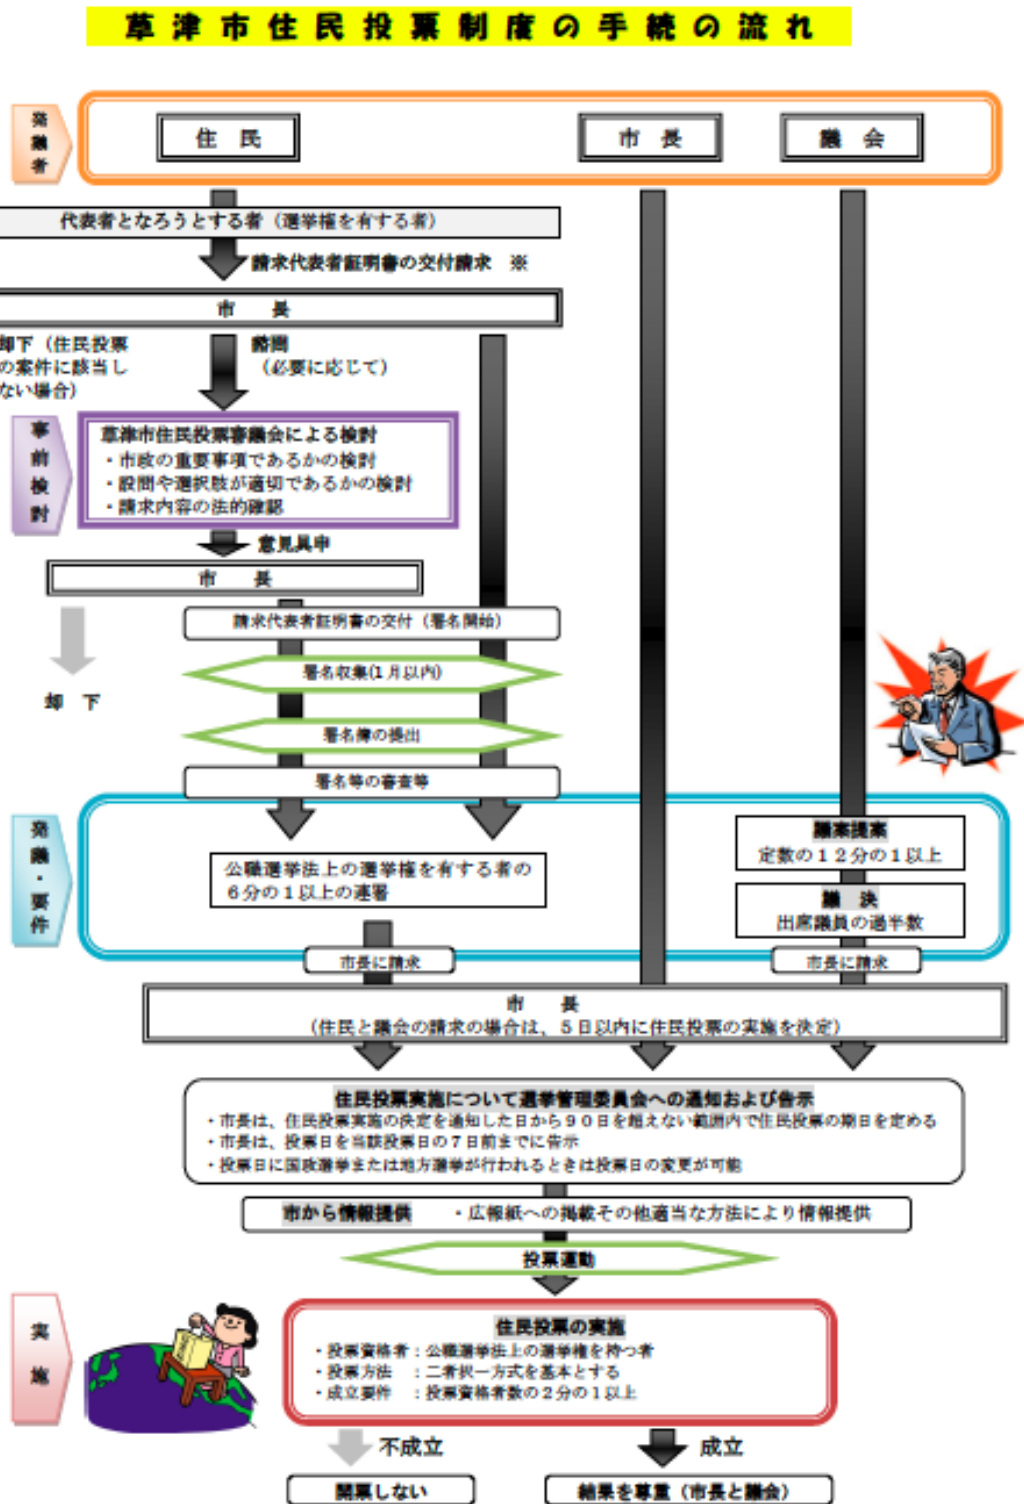 草津市住民投票制度の手続の流れ
発議者
住　民
市　長
議　会
代表者となろうとする者（選挙権を有する者）
請求代表者証明書の交付請求　※
市　　長
却下（住民投票
の案件に該当し
ない場合）
諮問
（必要に応じて）
事前検討
草津市住民投票審議会による検討
・市政の重要事項であるかの検討
・設問や選択肢が適切であるかの検討
・請求内容の法的確認
意見具申
市　　長
却　下
請求代表者証明書の交付（署名開始）
署名収集(1月以内)
署名簿の提出
署名等の審査等
発議・要件
公職選挙法上の選挙権を有する者の
６分の１以上の連署
議案提案
定数の１２分の１以上
議　決
出席議員の過半数
市長に請求
市長に請求
市　　長
（住民と議会の請求の場合は、５日以内に住民投票の実施を決定）
住民投票実施について選挙管理委員会への通知および告示
・市長は、住民投票実施の決定を通知した日から９０日を超えない範囲内で住民投票の期日を定める
・市長は、投票日を当該投票日の７日前までに告示
・投票日に国政選挙または地方選挙が行われるときは投票日の変更が可能
市から情報提供　　・広報紙への掲載その他適当な方法により情報提供
投票運動
実施
住民投票の実施
・投票資格者：公職選挙法上の選挙権を持つ者
・投票方法　：二者択一方式を基本とする
・成立要件　：投票資格者数の２分の１以上
不成立
成立
開票しない
結果を尊重（市長と議会）